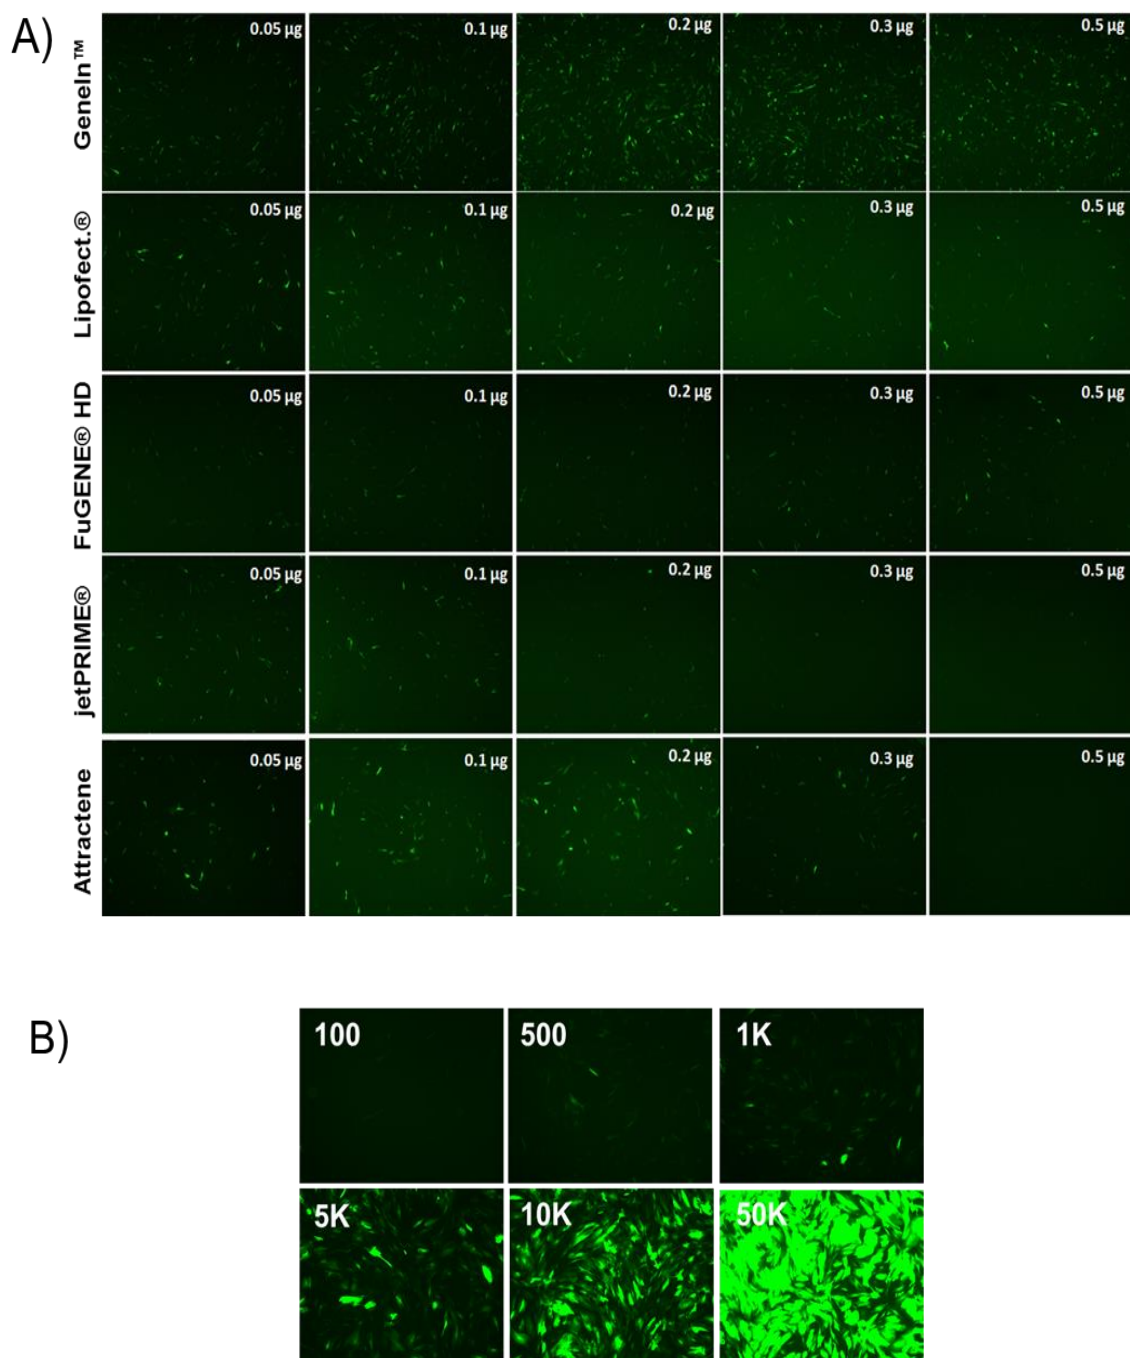 A)
GeneIn™
0.05 µg
0.1 µg
0.2 µg
0.3 µg
0.5 µg
Lipofect.®
0.05 µg
0.1 µg
0.2 µg
0.3 µg
0.5 µg
FuGENE® HD
0.05 µg
0.1 µg
0.2 µg
0.3 µg
0.5 µg
jetPRIME®
0.05 µg
0.1 µg
0.2 µg
0.3 µg
0.5 µg
Attractene
0.05 µg
0.1 µg
0.2 µg
0.3 µg
0.5 µg
B)
100
500
1K
5K
10K
50K